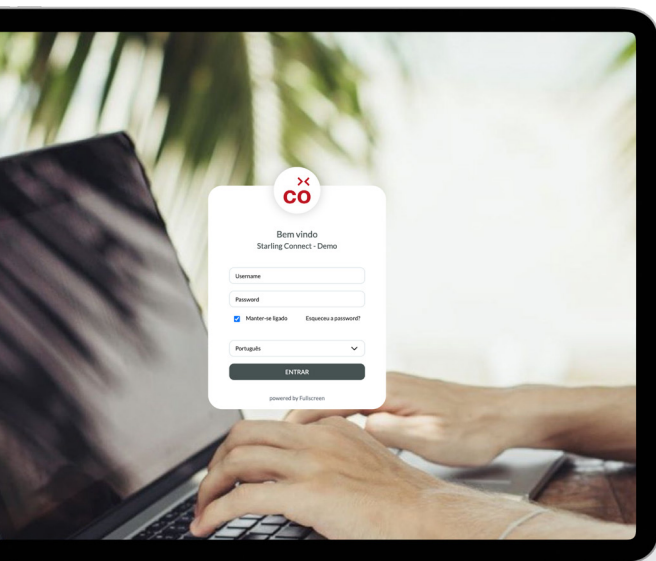 co
Bem vindo
Starling Connect - Demo
Username
Password
Manter-se ligado Esqueceu a password?
Português
ENTRAR
powered by Fullscreen